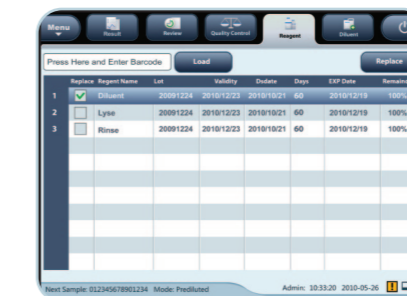 Menu Result Review Quality Control Reagent Diluent
Press Here and Enter Barcode Load Replace
Replace Regent Name Lot Validity Dsdate Days EXP Date Remains
1 Diluent 20091224 2010/12/23 2010/10/21 60 2010/12/19 100%
2 Lyse 20091224 2010/12/23 2010/10/21 60 2010/12/19 100%
3 Rinse 20091224 2010/12/23 2010/10/21 60 2010/12/19 100%
Next Sample: 012345678901234 Mode: Prediluted Admin: 10:33:20 2010-05-26